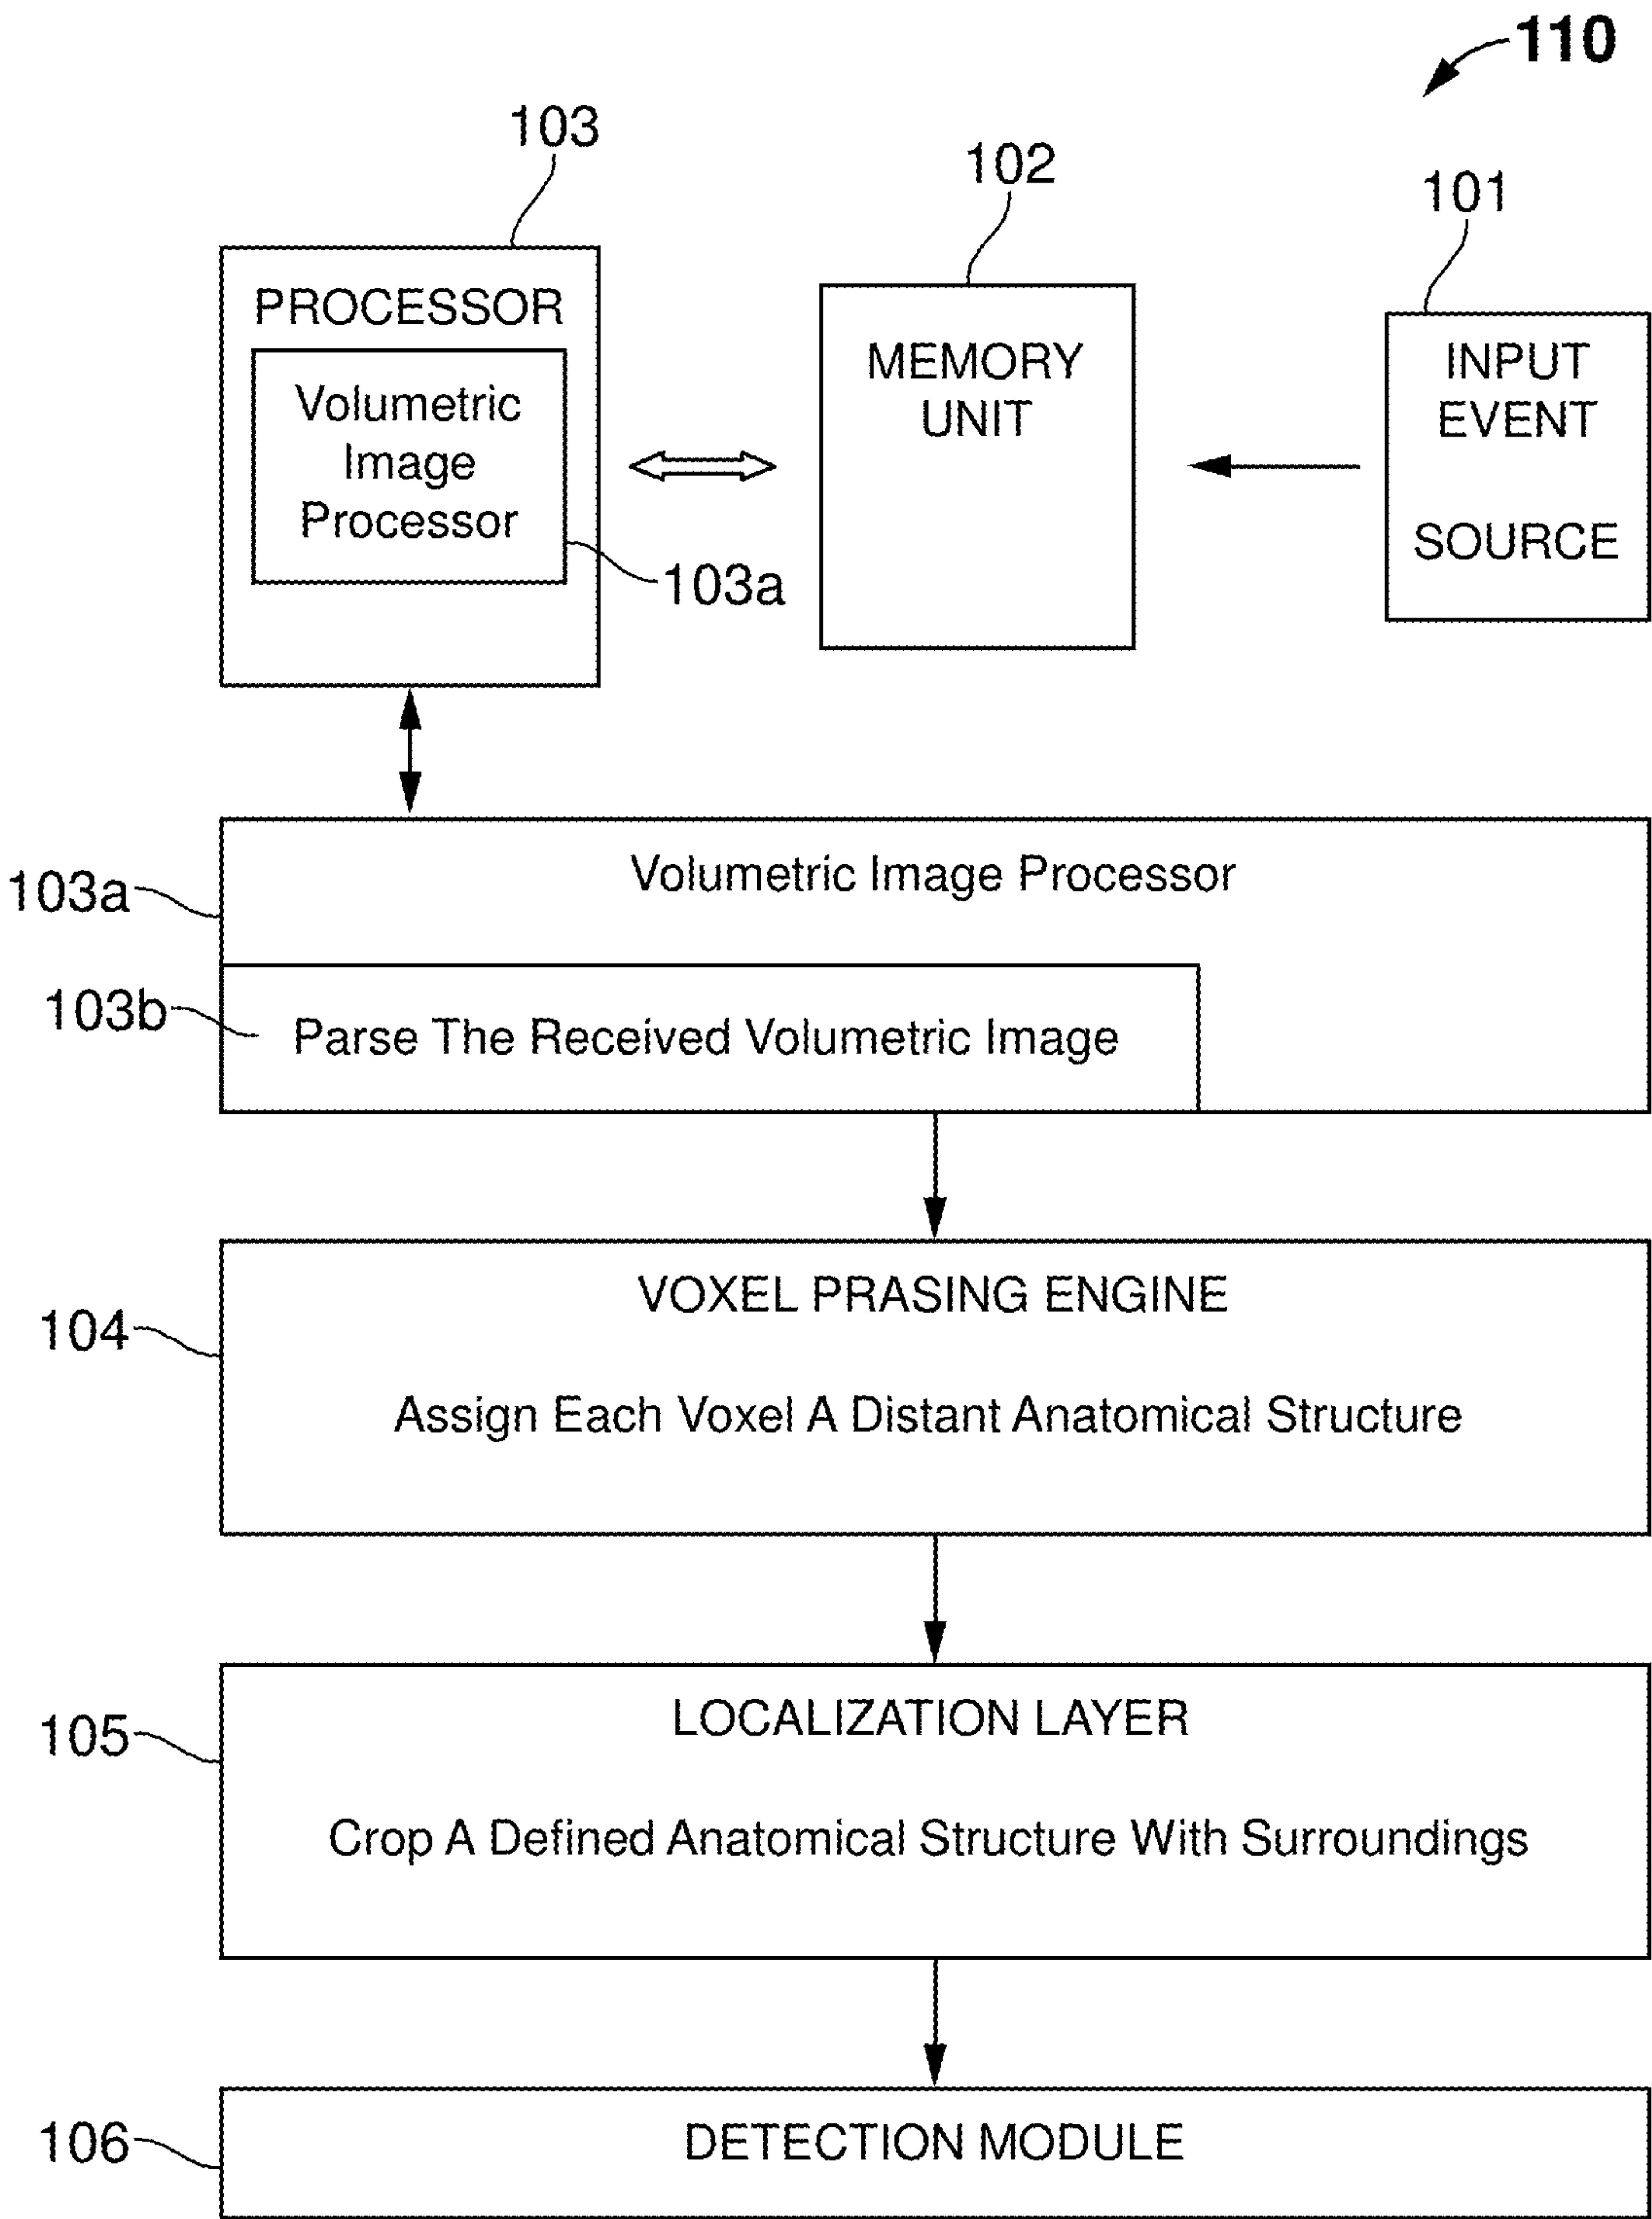 110
103
102
101
PROCESSOR
Volumetric
Image
Processor
103a
MEMORY
UNIT
INPUT
EVENT
SOURCE
103a
Volumetric Image Processor
103b
Parse The Received Volumetric Image
104
VOXEL PRASING ENGINE
Assign Each Voxel A Distant Anatomical Structure
105
LOCALIZATION LAYER
Crop A Defined Anatomical Structure With Surroundings
106
DETECTION MODULE